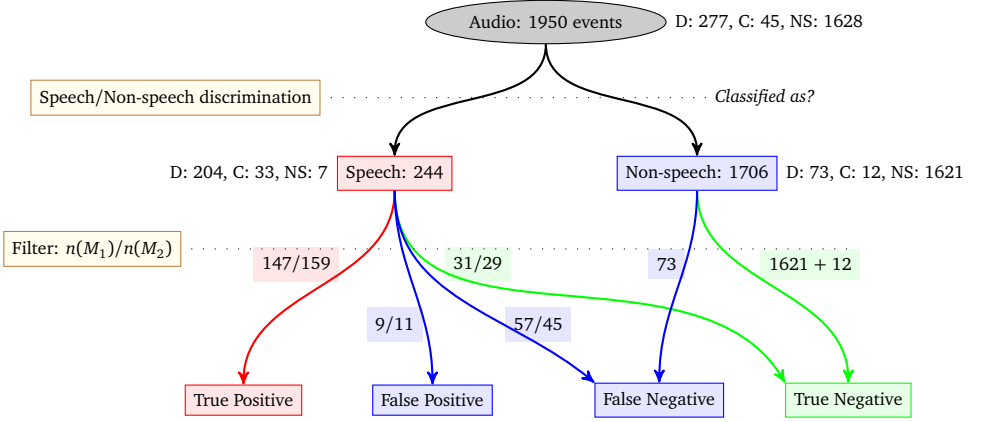 Audio: 1950 events
D: 277, C: 45, NS: 1628
Speech/Non-speech discrimination
Classified as?
D: 204, C: 33, NS: 7
Speech: 244
Non-speech: 1706
D: 73, C: 12, NS: 1621
Filter: n(M₁)/n(M₂)
147/159
31/29
73
1621 + 12
9/11
57/45
True Positive
False Positive
False Negative
True Negative